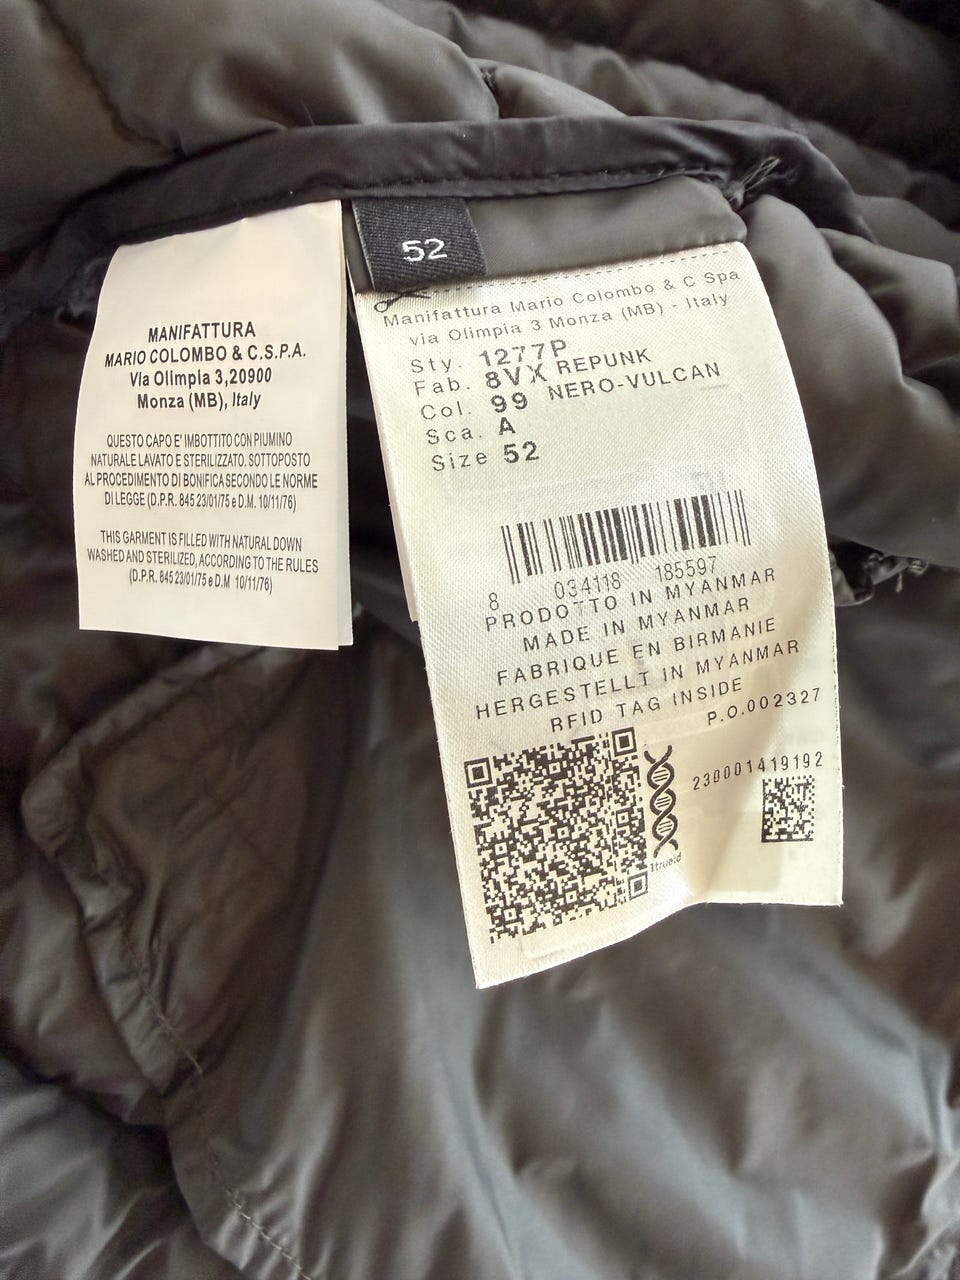 MANIFATTURA
MARIO COLOMBO & C.S.P.A.
Via Olimpia 3,20900
Monza (MB), Italy
QUESTO CAPO E' IMBOTTITO CON PIUMINO
NATURALE LAVATO E STERILIZZATO. SOTTOPOSTO
AL PROCEDIMENTO DI BONIFICA SECONDO LE NORME
DI LEGGE (D.P.R. 845 23/01/75 e D.M. 10/11/76)
THIS GARMENT IS FILLED WITH NATURAL DOWN
WASHED AND STERILIZED, ACCORDING TO THE RULES
(D.P.R. 845 23/01/75 e D.M 10/11/76)
52
Manifattura Mario Colombo & C Spa
via Olimpia 3 Monza (MB) - Italy
Sty. 1277P
Fab. 8VX REPUNK
Col. 99 NERO-VULCAN
Sca. A
Size 52
8 034118 185597
PRODOTTO IN MYANMAR
MADE IN MYANMAR
FABRIQUE EN BIRMANIE
HERGESTELLT IN MYANMAR
RFID TAG INSIDE
P.O.002327
230001419192
1trueid